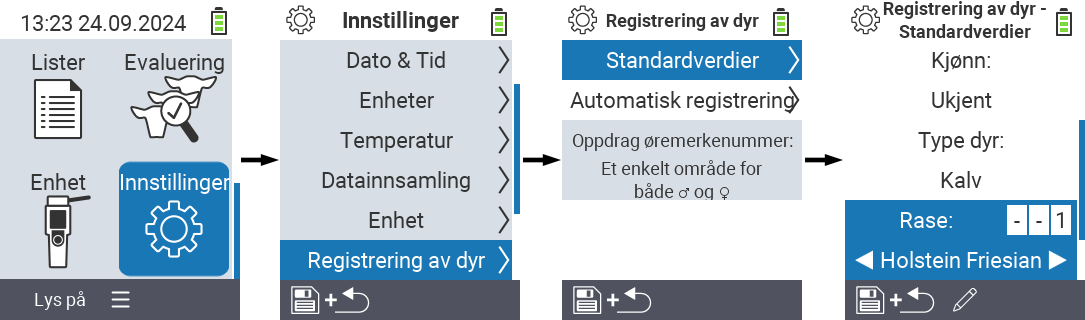 13:23 24.09.2024
Lister
Evaluering
Enhet
Innstillinger
Lys på
Innstillinger
Dato & Tid
Enheter
Temperatur
Datainnsamling
Enhet
Registrering av dyr
Registrering av dyr
Standardverdier
Automatisk registrering
Oppdrag øremerkenummer:
Et enkelt område for
både ♂ og ♀
Registrering av dyr -
Standardverdier
Kjønn:
Ukjent
Type dyr:
Kalv
Rase: - - 1
Holstein Friesian